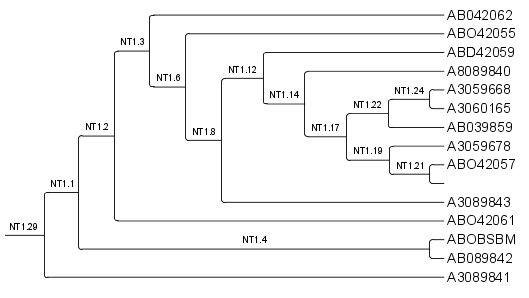 AB042062
NT1.3
ABO42055
ABD42059
NT1.6
NT1.12
A8089840
NT1.14
NT1.24
A3059668
NT1.22
A3060165
NT1.2
NT1.8
NT1.17
AB039859
NT1.19
A3059678
NT1.21
ABO42057
NT1.1
A3089843
NT1.29
ABO42061
NT1.4
ABOBSBM
AB089842
A3089841